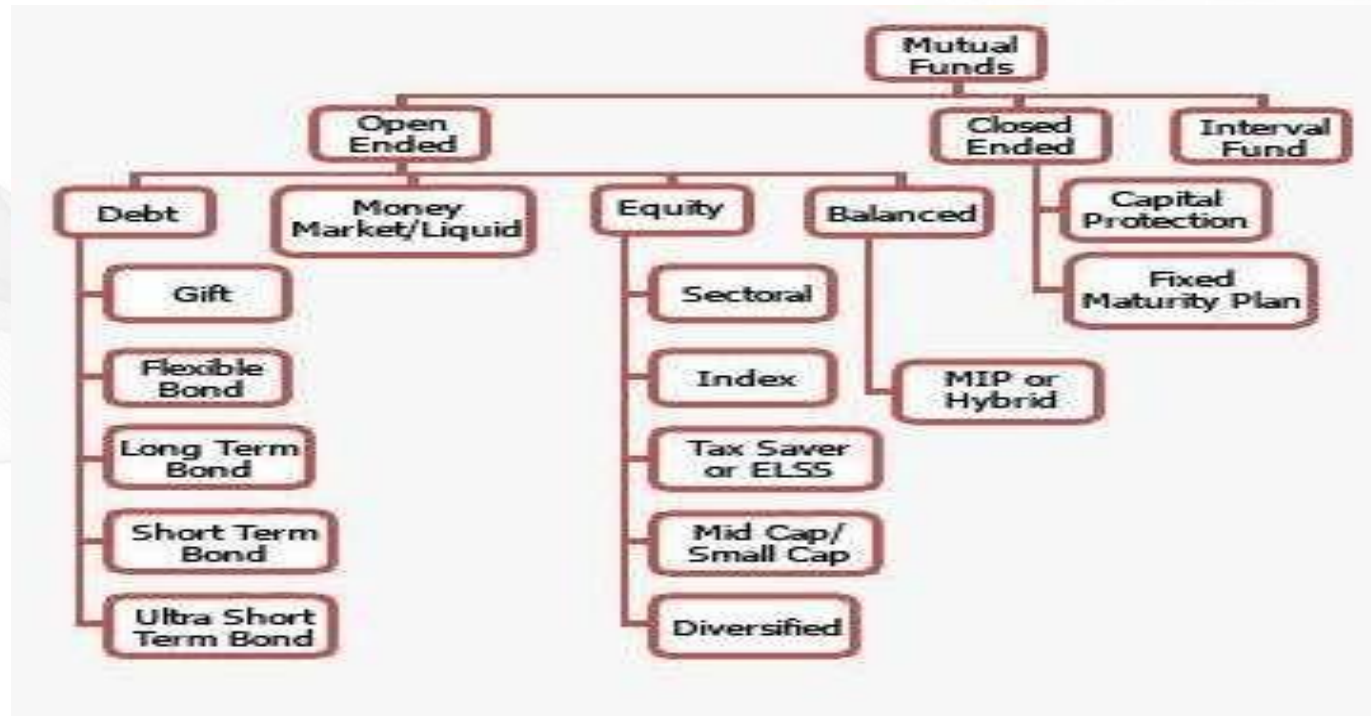 Mutual
Funds
Open
Ended
Closed
Ended
Interval
Fund
Debt
Money
Market/Liquid
Equity
Balanced
Capital
Protection
Gift
Sectoral
Fixed
Maturity Plan
Flexible
Bond
Index
MIP or
Hybrid
Long Term
Bond
Tax Saver
or ELSS
Short Term
Bond
Mid Cap/
Small Cap
Ultra Short
Term Bond
Diversified